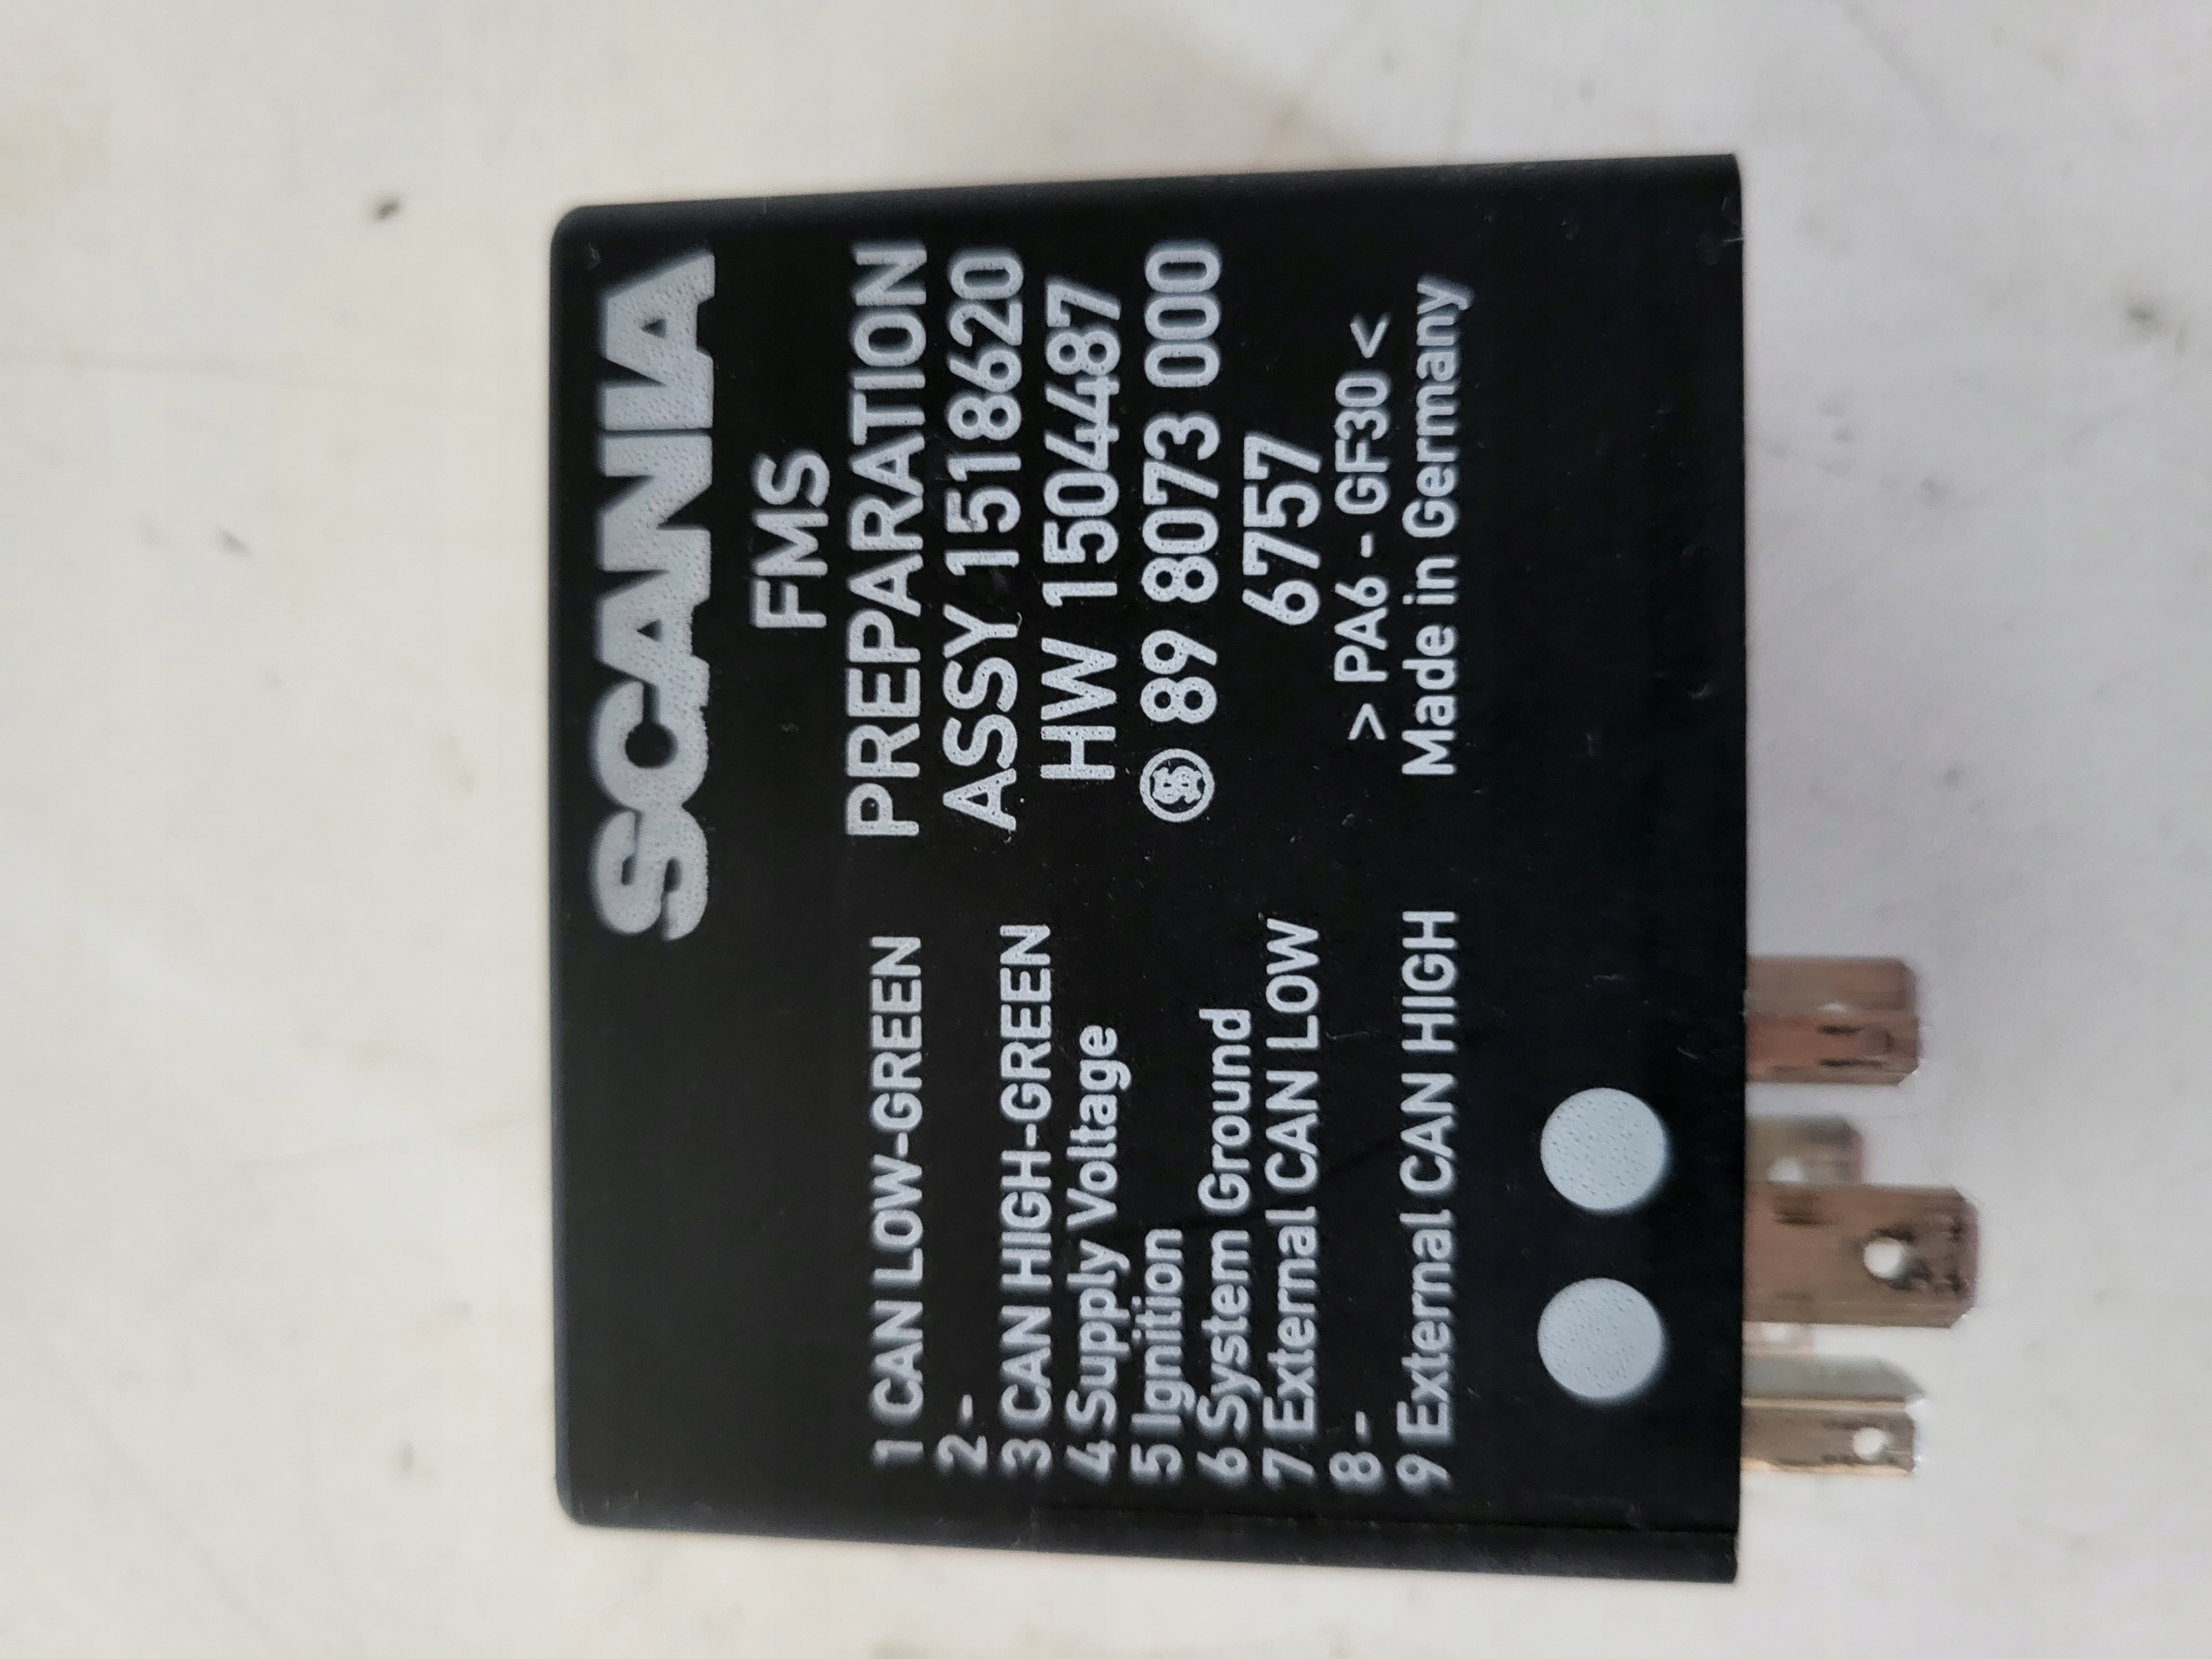 SCANIA
FMS
PREPARATION
ASSY 1518620
HW 1504487
89 8073 000
6757
> PA6 - GF30 <
Made in Germany
1 CAN LOW-GREEN
2 -
3 CAN HIGH-GREEN
4 Supply Voltage
5 Ignition
6 System Ground
7 External CAN LOW
8 -
9 External CAN HIGH